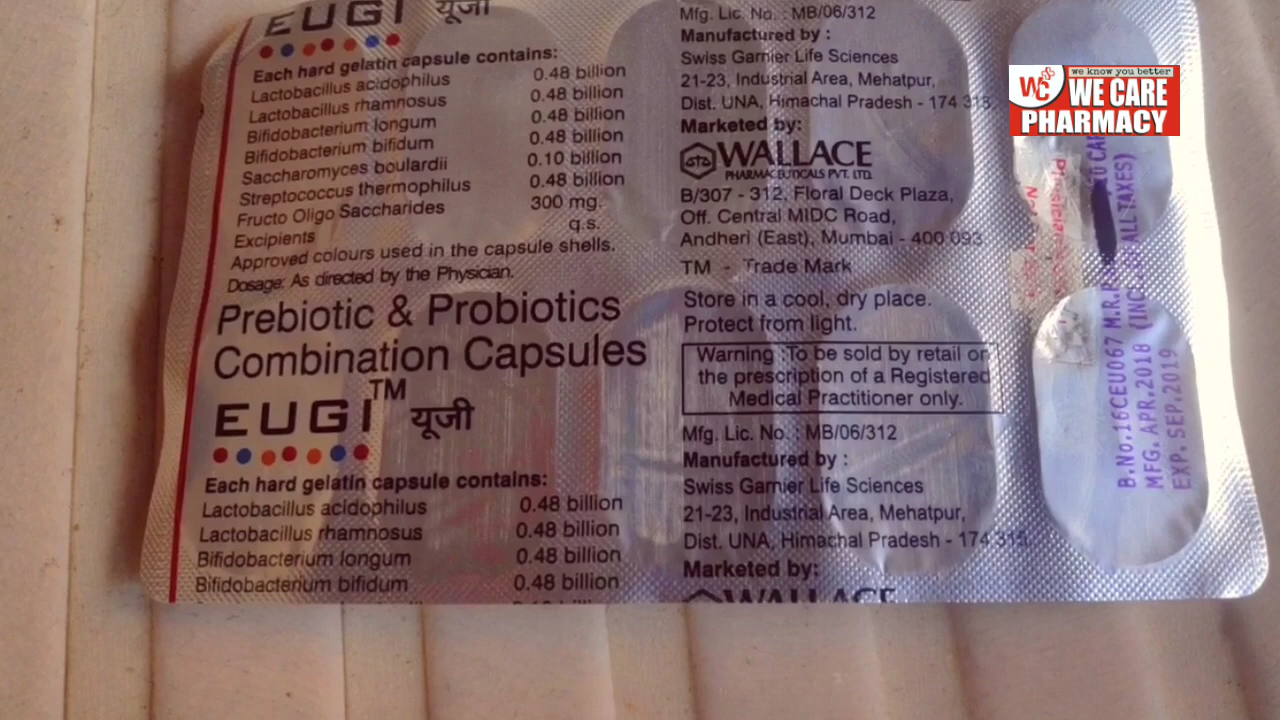 EUGI यूजी
Each hard gelatin capsule contains:
Lactobacillus acidophilus 0.48 billion
Lactobacillus rhamnosus 0.48 billion
Bifidobacterium longum 0.48 billion
Bifidobacterium bifidum 0.48 billion
Saccharomyces boulardii 0.10 billion
Streptococcus thermophilus 0.48 billion
Fructo Oligo Saccharides 300 mg.
Excipients q.s.
Approved colours used in the capsule shells.
Dosage: As directed by the Physician.
Prebiotic & Probiotics
Combination Capsules
EUGI™ यूजी
Each hard gelatin capsule contains:
Lactobacillus acidophilus 0.48 billion
Lactobacillus rhamnosus 0.48 billion
Bifidobacterium longum 0.48 billion
Bifidobacterium bifidum 0.48 billion
Mfg. Lic. No. : MB/06/312
Manufactured by :
Swiss Garnier Life Sciences
21-23, Industrial Area, Mehatpur,
Dist. UNA, Himachal Pradesh - 174 315
Marketed by:
WALLACE
PHARMACEUTICALS PVT. LTD.
B/307 - 312, Floral Deck Plaza,
Off. Central MIDC Road,
Andheri (East), Mumbai - 400 093
TM - Trade Mark
Store in a cool, dry place.
Protect from light.
Warning : To be sold by retail on
the prescription of a Registered
Medical Practitioner only.
Mfg. Lic. No. : MB/06/312
Manufactured by :
Swiss Garnier Life Sciences
21-23, Industrial Area, Mehatpur,
Dist. UNA, Himachal Pradesh - 174 315.
Marketed by:
WALLACE
we know you better
WC WE CARE
PHARMACY
B.No.16CEU067 M.R.P.
MFG. APR.2018 (INC. OF ALL TAXES)
EXP. SEP.2019